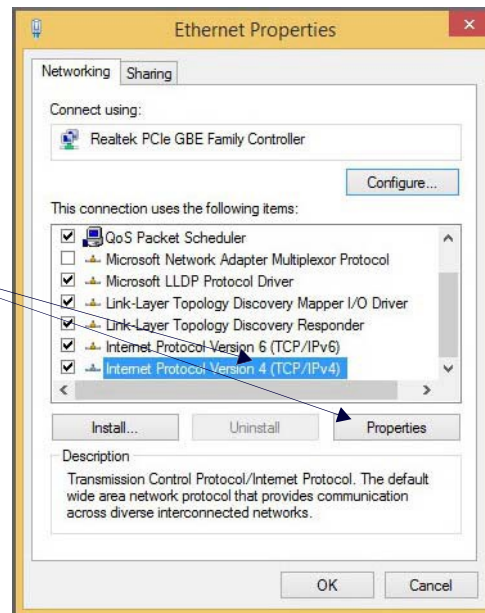 Ethernet Properties
Networking
Sharing
Connect using:
Realtek PCIe GBE Family Controller
Configure...
This connection uses the following items:
QoS Packet Scheduler
Microsoft Network Adapter Multiplexor Protocol
Microsoft LLDP Protocol Driver
Link-Layer Topology Discovery Mapper I/O Driver
Link-Layer Topology Discovery Responder
Internet Protocol Version 6 (TCP/IPv6)
Internet Protocol Version 4 (TCP/IPv4)
Install...
Uninstall
Properties
Description
Transmission Control Protocol/Internet Protocol. The default
wide area network protocol that provides communication
across diverse interconnected networks.
OK
Cancel